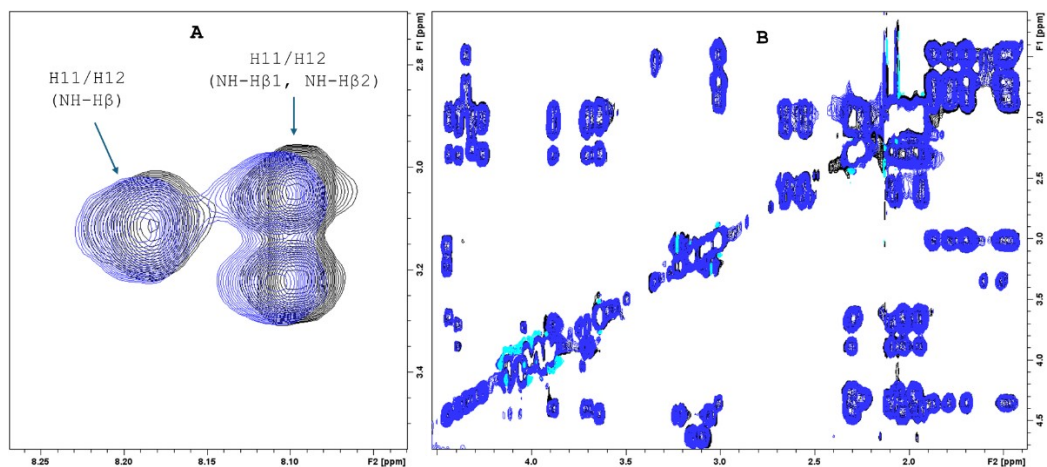 A
H11/H12
(NH-Hβ)
H11/H12
(NH-Hβ1, NH-Hβ2)
F1 [ppm]
2.8
3.0
3.2
3.4
8.25
8.20
8.15
8.10
F2 [ppm]
B
F1 [ppm]
2.0
2.5
3.0
3.5
4.0
4.5
4.0
3.5
3.0
2.5
2.0
F2 [ppm]